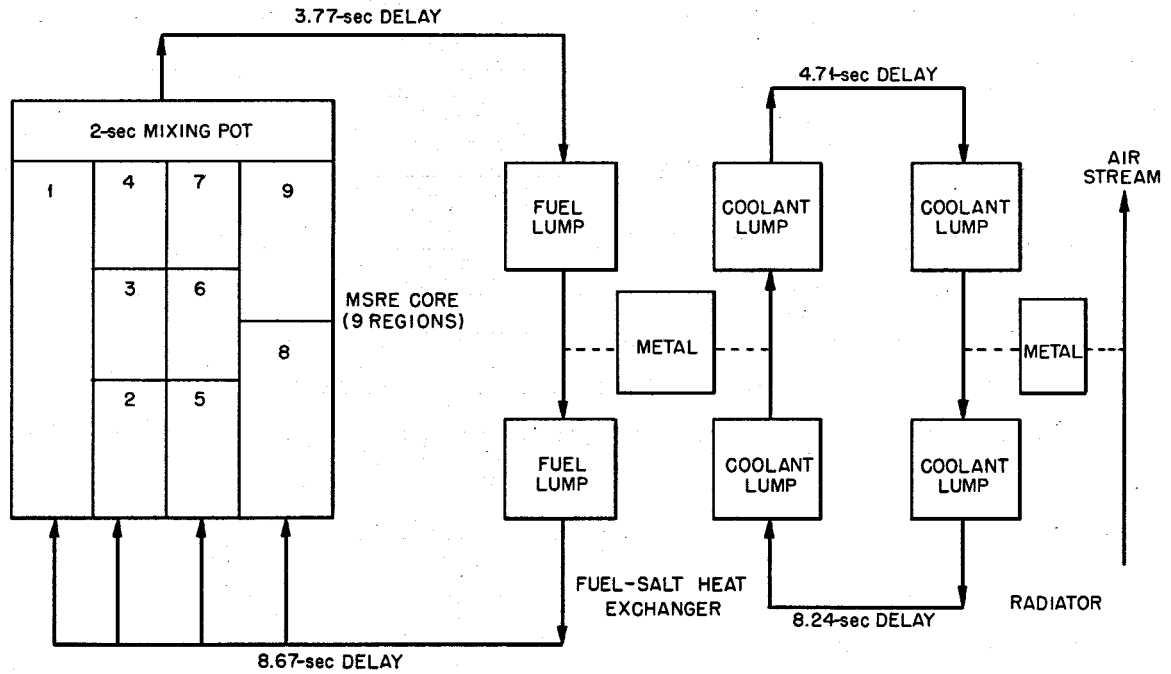 3.77-sec DELAY
4.71-sec DELAY
2-sec MIXING POT
1
4
7
9
3
6
8
2
5
MSRE CORE
(9 REGIONS)
FUEL
LUMP
FUEL
LUMP
METAL
COOLANT
LUMP
COOLANT
LUMP
COOLANT
LUMP
COOLANT
LUMP
METAL
AIR
STREAM
FUEL-SALT HEAT
EXCHANGER
RADIATOR
8.24-sec DELAY
8.67-sec DELAY